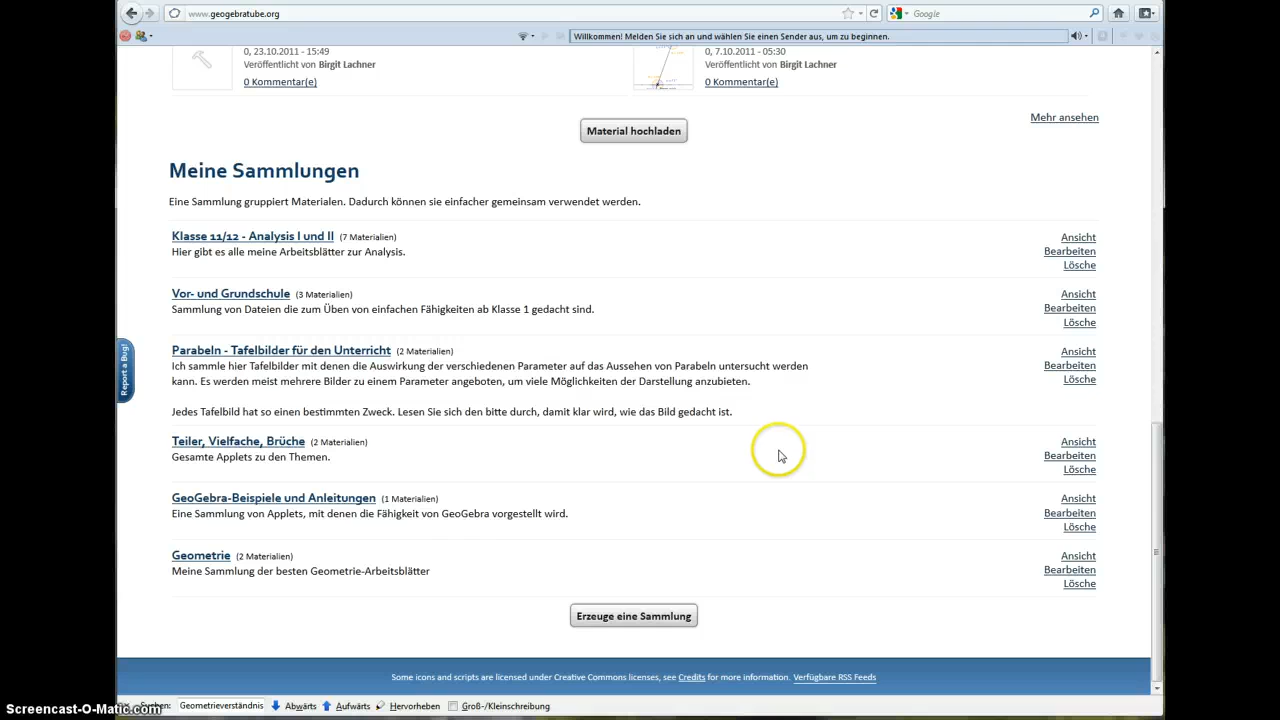 www.geogebratube.org
Google
Willkommen! Melden Sie sich an und wählen Sie einen Sender aus, um zu beginnen.
0, 23.10.2011 - 15:49
Veröffentlicht von Birgit Lachner
0 Kommentar(e)
0, 7.10.2011 - 05:30
Veröffentlicht von Birgit Lachner
0 Kommentar(e)
Mehr ansehen
Material hochladen
Meine Sammlungen
Eine Sammlung gruppiert Materialen. Dadurch können sie einfacher gemeinsam verwendet werden.
Klasse 11/12 - Analysis I und II (7 Materialien)
Hier gibt es alle meine Arbeitsblätter zur Analysis.
Ansicht
Bearbeiten
Lösche
Vor- und Grundschule (3 Materialien)
Sammlung von Dateien die zum Üben von einfachen Fähigkeiten ab Klasse 1 gedacht sind.
Ansicht
Bearbeiten
Lösche
Parabeln - Tafelbilder für den Unterricht (2 Materialien)
Ich sammle hier Tafelbilder mit denen die Auswirkung der verschiedenen Parameter auf das Aussehen von Parabeln untersucht werden
kann. Es werden meist mehrere Bilder zu einem Parameter angeboten, um viele Möglichkeiten der Darstellung anzubieten.
Jedes Tafelbild hat so einen bestimmten Zweck. Lesen Sie sich den bitte durch, damit klar wird, wie das Bild gedacht ist.
Ansicht
Bearbeiten
Lösche
Report a Bug!
Teiler, Vielfache, Brüche (2 Materialien)
Gesamte Applets zu den Themen.
Ansicht
Bearbeiten
Lösche
GeoGebra-Beispiele und Anleitungen (1 Materialien)
Eine Sammlung von Applets, mit denen die Fähigkeit von GeoGebra vorgestellt wird.
Ansicht
Bearbeiten
Lösche
Geometrie (2 Materialien)
Meine Sammlung der besten Geometrie-Arbeitsblätter
Ansicht
Bearbeiten
Lösche
Erzeuge eine Sammlung
Some icons and scripts are licensed under Creative Commons licenses, see Credits for more information. Verfügbare RSS Feeds
Suchen: Geometrieverständnis Abwärts Aufwärts Hervorheben Groß-/Kleinschreibung
Screencast-O-Matic.com